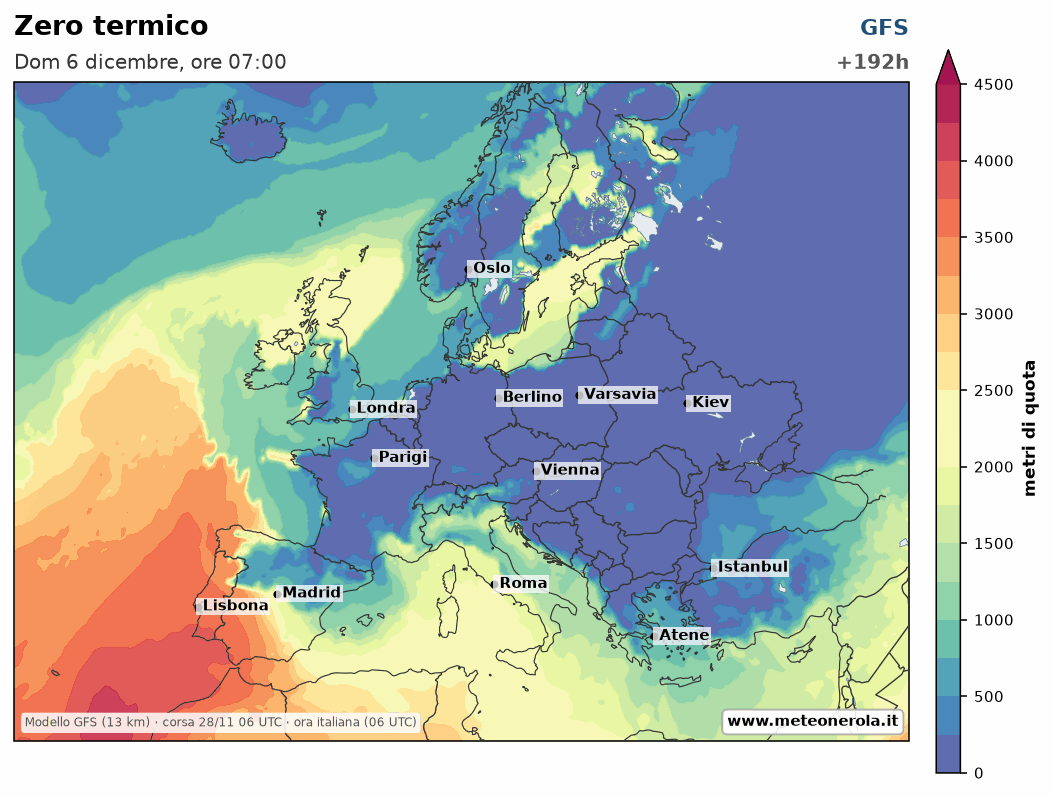 Zero termico
GFS
Dom 6 dicembre, ore 07:00
+192h
4500
4000
3500
3000
2500
2000
1500
1000
500
0
metri di quota
Oslo
Londra
Berlino
Varsavia
Kiev
Parigi
Vienna
Istanbul
Roma
Madrid
Lisbona
Atene
Modello GFS (13 km) · corsa 28/11 06 UTC · ora italiana (06 UTC)
www.meteonerola.it